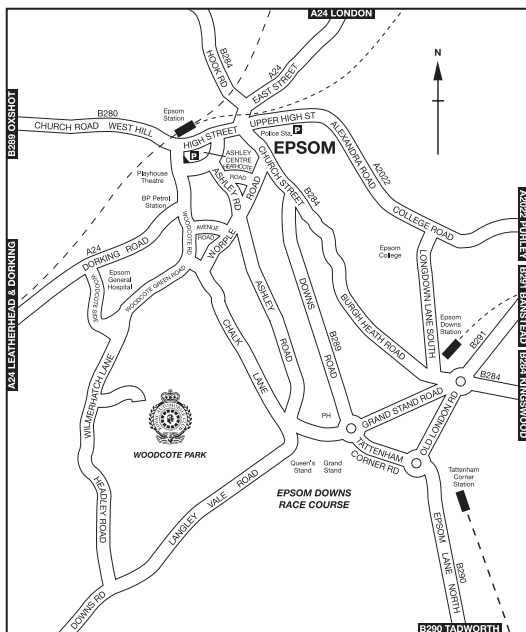 A24 LONDON
B284
HOOK RD
A24
EAST STREET
N
B289 OXSHOT
B280
CHURCH ROAD WEST HILL
Epsom
Station
HIGH STREET
UPPER HIGH ST
Police Sta.
P
EPSOM
ALEXANDRA ROAD
A2022
COLLEGE ROAD
P
ASHLEY
CENTRE
HEATHCOTE
ROAD
CHURCH STREET
B284
Playhouse
Theatre
BP Petrol
Station
ASHLEY RD
WORPLE ROAD
WOODCOTE RD
AVENUE
ROAD
A24
DORKING ROAD
Epsom
General
Hospital
WOODCOTE SIDE
WOODCOTE GREEN ROAD
A24 LEATHERHEAD & DORKING
Epsom
College
LONGDOWN LANE SOUTH
Epsom
Downs
Station
B291
B284
B284 KINGSWOOD
CHALK LANE
ASHLEY ROAD
DOWNS ROAD
B289
BURGH HEATH ROAD
GRAND STAND ROAD
OLD LONDON RD
TATTENHAM
CORNER RD
PH
WILMERHATCH LANE
WOODCOTE PARK
Queen's
Stand
Grand
Stand
EPSOM DOWNS
RACE COURSE
Tattenham
Corner
Station
HEADLEY ROAD
LANGLEY VALE ROAD
DOWNS RD
EPSOM LANE NORTH
B290
B290 TADWORTH